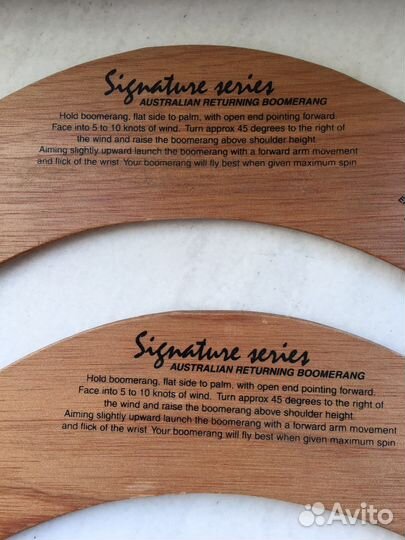 Signature series
AUSTRALIAN RETURNING BOOMERANG
Hold boomerang, flat side to palm, with open end pointing forward.
Face into 5 to 10 knots of wind. Turn approx 45 degrees to the right of
the wind and raise the boomerang above shoulder height.
Aiming slightly upward launch the boomerang with a forward arm movement
and flick of the wrist. Your boomerang will fly best when given maximum spin
Signature series
AUSTRALIAN RETURNING BOOMERANG
Hold boomerang, flat side to palm, with open end pointing forward.
Face into 5 to 10 knots of wind. Turn approx 45 degrees to the right of
the wind and raise the boomerang above shoulder height
Aiming slightly upward launch the boomerang with a forward arm movement
and flick of the wrist. Your boomerang will fly best when given maximum spin
Avito